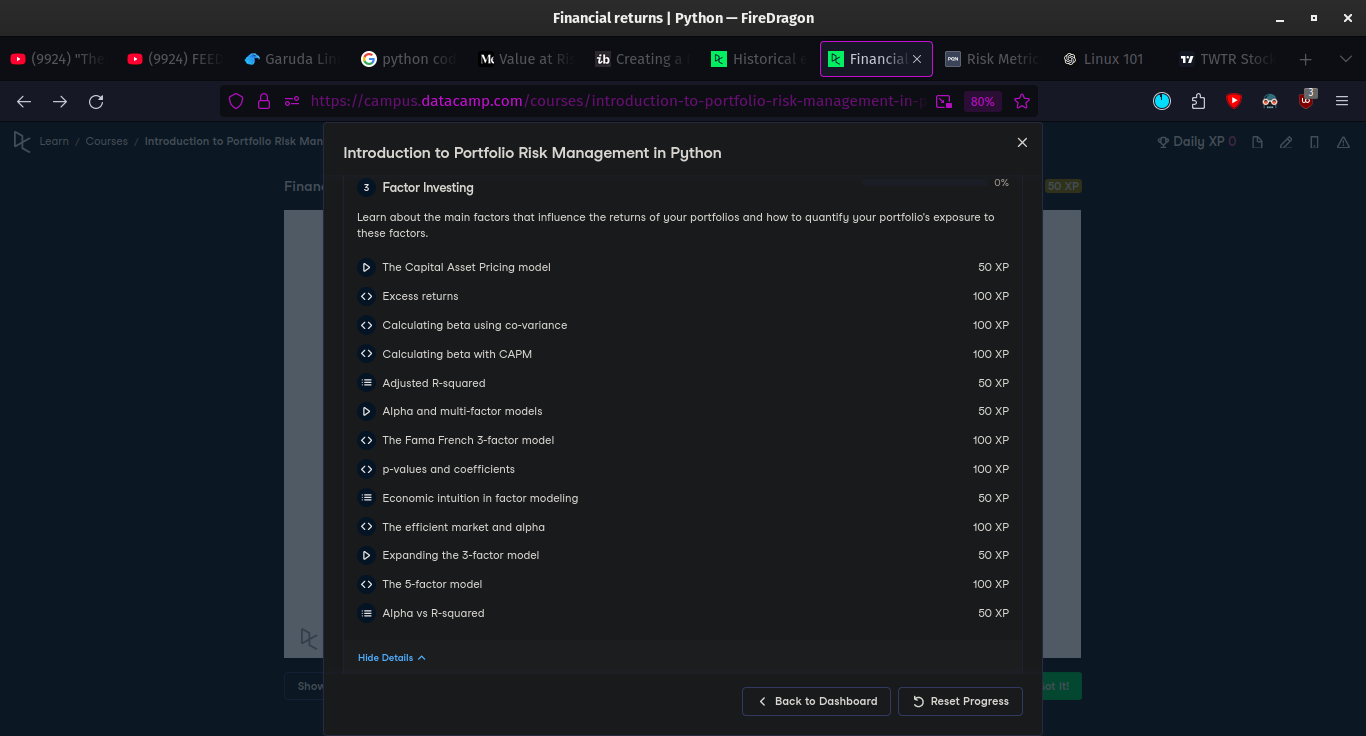 Financial returns | Python — FireDragon
(9924) "The
(9924) FEED
Garuda Lin
python cod
Value at Ris
Creating a
Historical
Financial
Risk Metric
Linux 101
TWTR Stock
https://campus.datacamp.com/courses/introduction-to-portfolio-risk-management-in-p
80%
3
Learn / Courses / Introduction to Portfolio Risk Man
Daily XP 0
Introduction to Portfolio Risk Management in Python
Finan
50 XP
3 Factor Investing 0%
Learn about the main factors that influence the returns of your portfolios and how to quantify your portfolio's exposure to
these factors.
The Capital Asset Pricing model 50 XP
Excess returns 100 XP
Calculating beta using co-variance 100 XP
Calculating beta with CAPM 100 XP
Adjusted R-squared 50 XP
Alpha and multi-factor models 50 XP
The Fama French 3-factor model 100 XP
p-values and coefficients 100 XP
Economic intuition in factor modeling 50 XP
The efficient market and alpha 100 XP
Expanding the 3-factor model 50 XP
The 5-factor model 100 XP
Alpha vs R-squared 50 XP
Hide Details
Show
ot It!
Back to Dashboard
Reset Progress